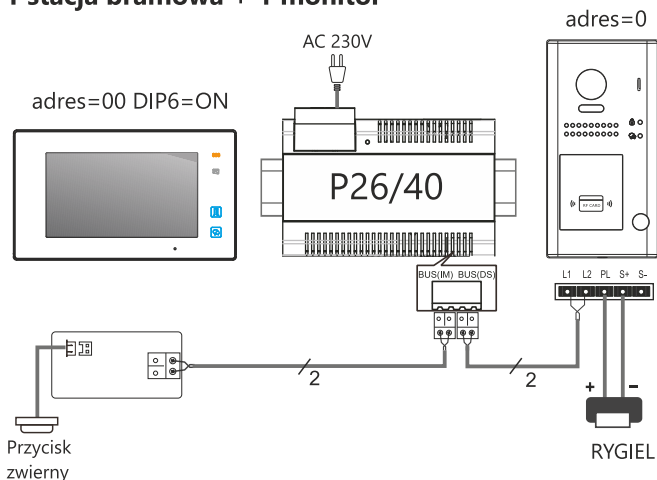 1 stacja bramowa + 1 monitor
adres=0
AC 230V
adres=00 DIP6=ON
P26/40
RF CARD
BUS(IM) BUS(DS)
L1 L2 PL S+ S-
2
2
+ -
Przycisk
zwierny
RYGIEL